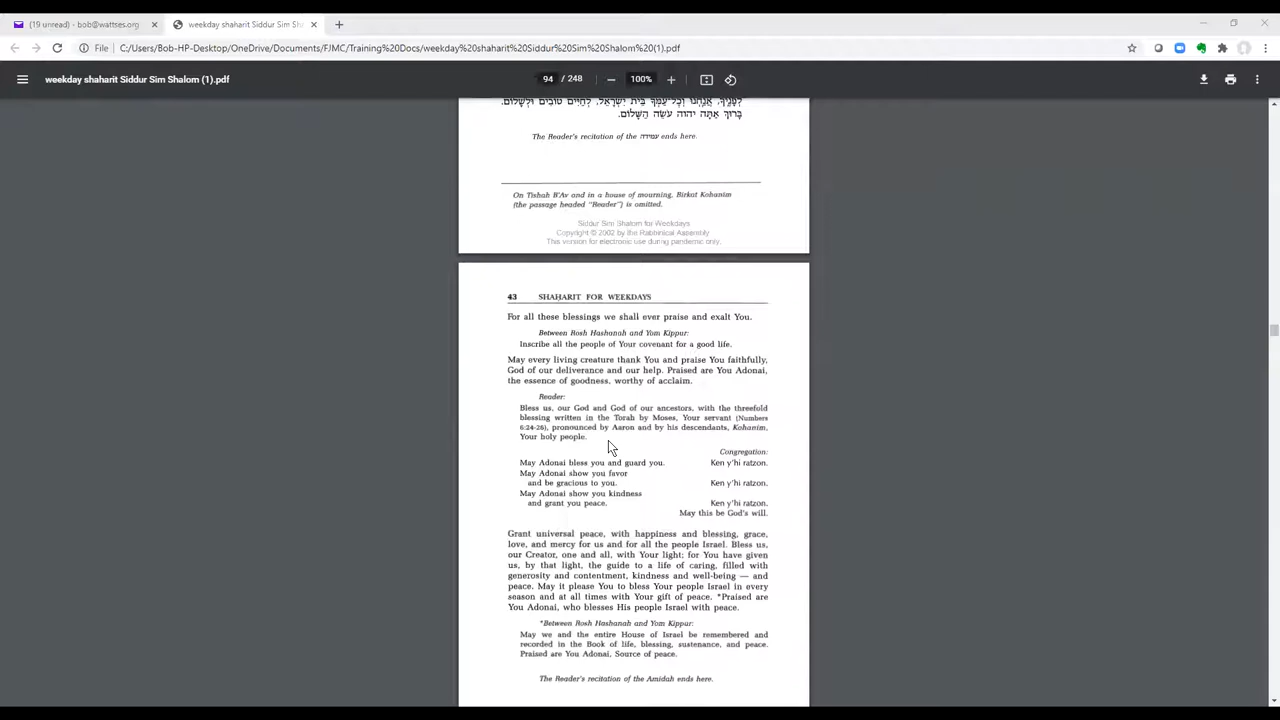 (19 unread) - bob@wattses.org
weekday shaharit Siddur Sim Sh
File
C:/Users/Bob-HP-Desktop/OneDrive/Documents/FJMC/Training%20Docs/weekday%20shaharit%20Siddur%20Sim%20Shalom%20(1).pdf
weekday shaharit Siddur Sim Shalom (1).pdf
94 / 248
100%
לְפָנֶֽיךָ, אֲנַֽחְנוּ וְכׇל־עַמְּךָ בֵּית יִשְׂרָאֵל, לְחַיִּים טוֹבִים וּלְשָׁלוֹם.
בָּרוּךְ אַתָּה יהוה עֹשֵׂה הַשָּׁלוֹם.
The Reader's recitation of the עמידה ends here.
On Tishah B'Av and in a house of mourning, Birkat Kohanim
(the passage headed "Reader") is omitted.
Siddur Sim Shalom for Weekdays
Copyright © 2002 by the Rabbinical Assembly
This version for electronic use during pandemic only.
43 SHAḤARIT FOR WEEKDAYS
For all these blessings we shall ever praise and exalt You.
Between Rosh Hashanah and Yom Kippur:
Inscribe all the people of Your covenant for a good life.
May every living creature thank You and praise You faithfully,
God of our deliverance and our help. Praised are You Adonai,
the essence of goodness, worthy of acclaim.
Reader:
Bless us, our God and God of our ancestors, with the threefold
blessing written in the Torah by Moses, Your servant (Numbers
6:24-26), pronounced by Aaron and by his descendants, Kohanim,
Your holy people.
Congregation:
May Adonai bless you and guard you. Ken y'hi ratzon.
May Adonai show you favor
and be gracious to you. Ken y'hi ratzon.
May Adonai show you kindness
and grant you peace. Ken y'hi ratzon.
May this be God's will.
Grant universal peace, with happiness and blessing, grace,
love, and mercy for us and for all the people Israel. Bless us,
our Creator, one and all, with Your light; for You have given
us, by that light, the guide to a life of caring, filled with
generosity and contentment, kindness and well-being — and
peace. May it please You to bless Your people Israel in every
season and at all times with Your gift of peace. *Praised are
You Adonai, who blesses His people Israel with peace.
*Between Rosh Hashanah and Yom Kippur:
May we and the entire House of Israel be remembered and
recorded in the Book of life, blessing, sustenance, and peace.
Praised are You Adonai, Source of peace.
The Reader's recitation of the Amidah ends here.